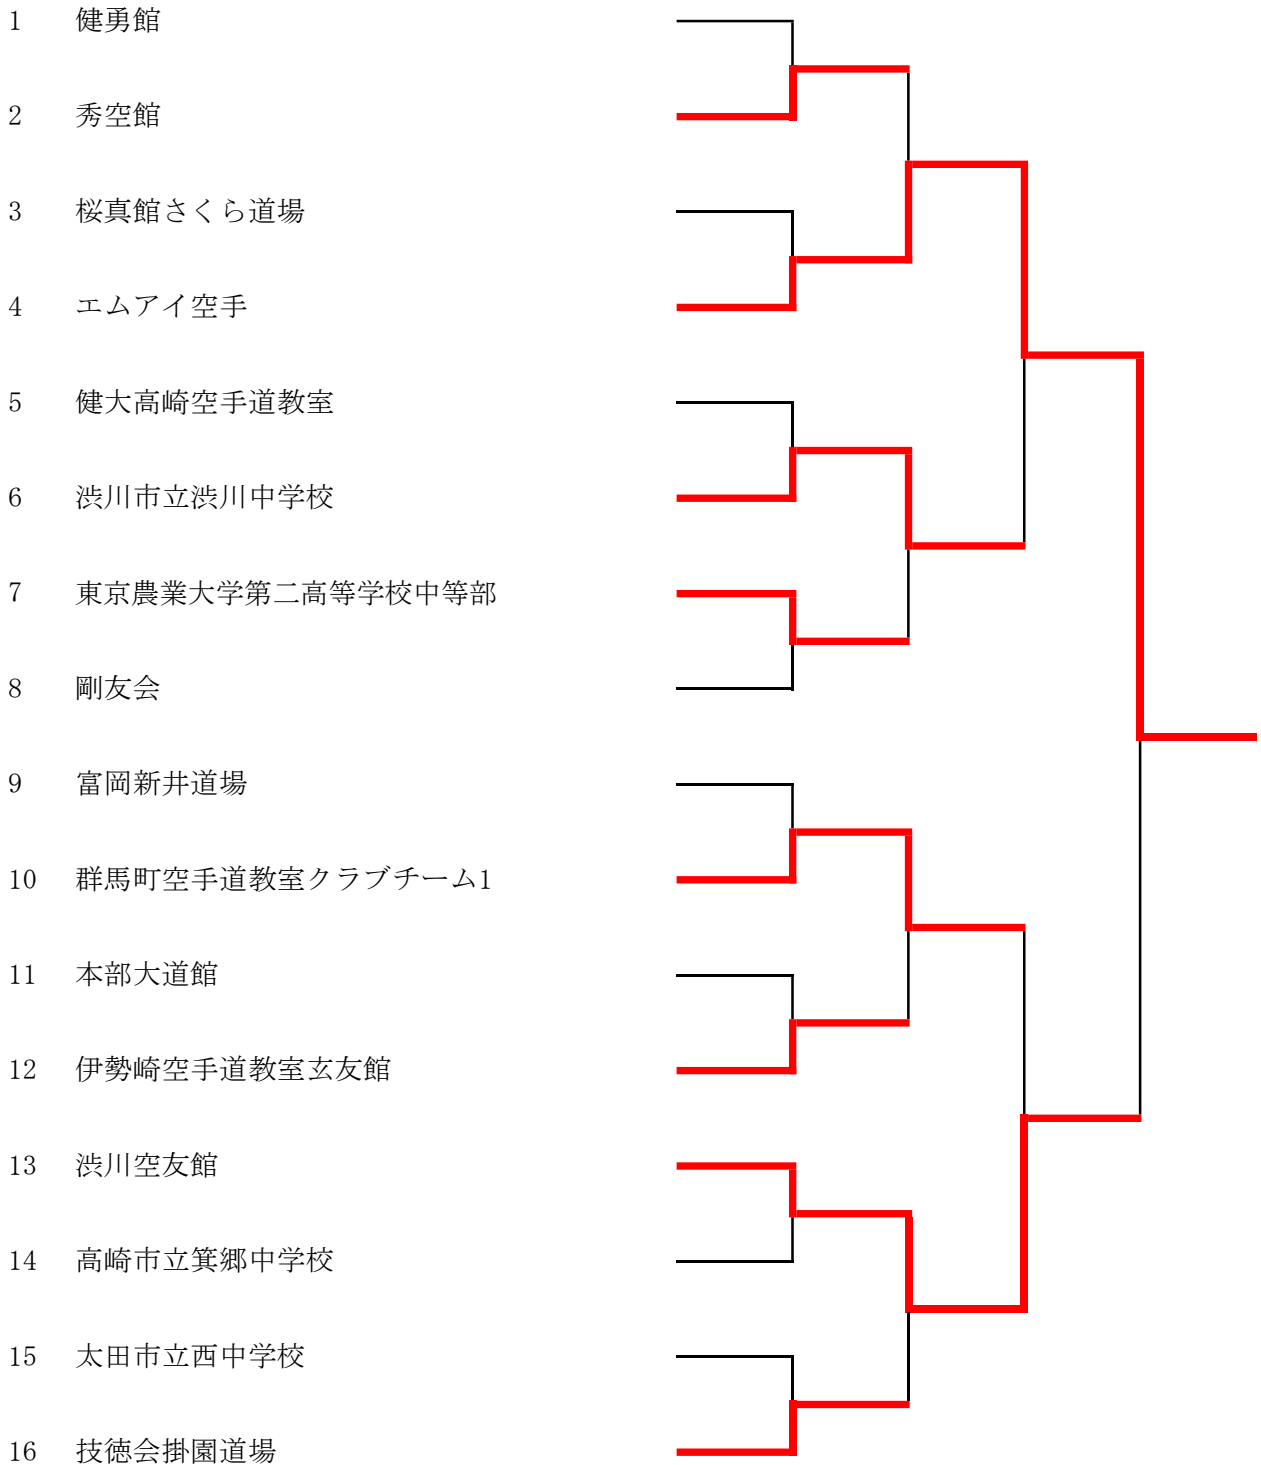 1 健勇館
2 秀空館
3 桜真館さくら道場
4 エムアイ空手
5 健大高崎空手道教室
6 渋川市立渋川中学校
7 東京農業大学第二高等学校中等部
8 剛友会
9 富岡新井道場
10 群馬町空手道教室クラブチーム1
11 本部大道館
12 伊勢崎空手道教室玄友館
13 渋川空友館
14 高崎市立箕郷中学校
15 太田市立西中学校
16 技徳会掛園道場